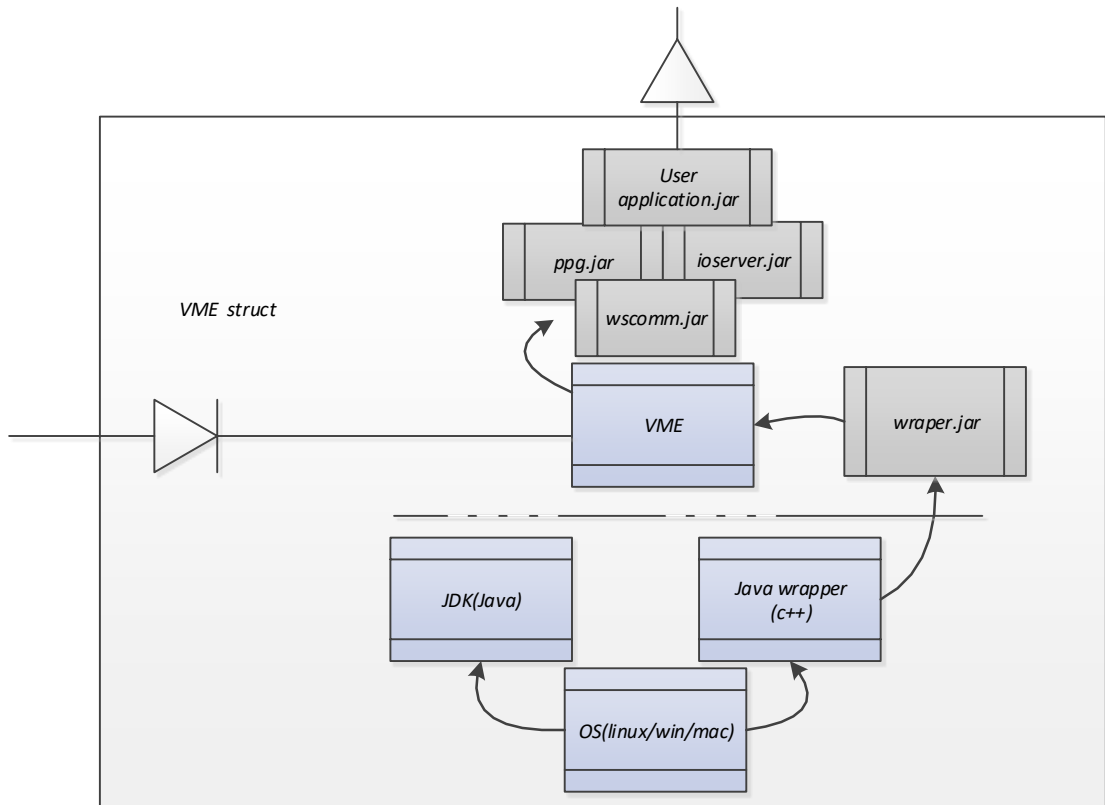 User
application.jar
ppg.jar
ioserver.jar
wscomm.jar
VME struct
VME
wraper.jar
JDK(Java)
Java wrapper
(c++)
OS(linux/win/mac)